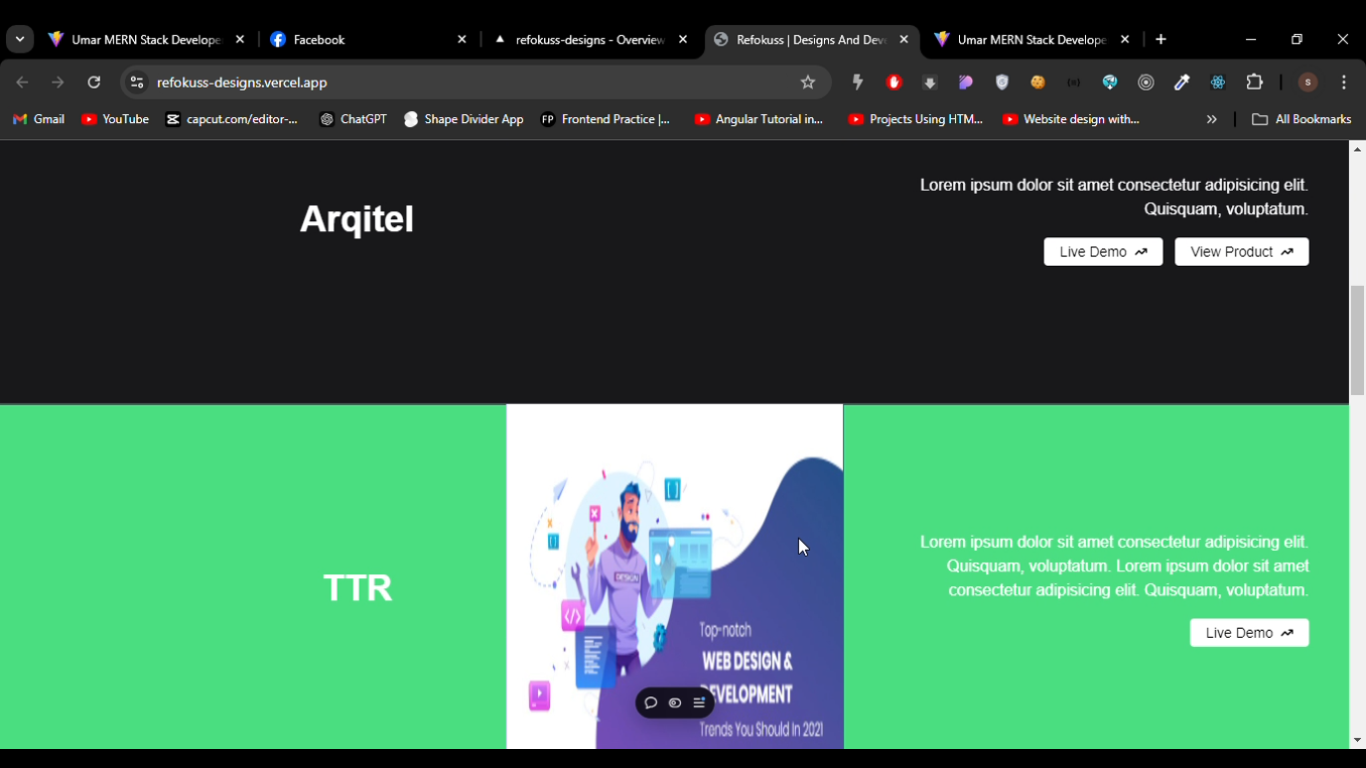 Umar MERN Stack Develope
Facebook
refokuss-designs - Overview
Refokuss | Designs And Dev
Umar MERN Stack Develope
refokuss-designs.vercel.app
S
Gmail
YouTube
capcut.com/editor-...
ChatGPT
Shape Divider App
FP
Frontend Practice |...
Angular Tutorial in...
Projects Using HTM...
Website design with...
All Bookmarks
Arqitel
Lorem ipsum dolor sit amet consectetur adipisicing elit.
Quisquam, voluptatum.
Live Demo
View Product
TTR
DESIGN
Top-notch
WEB DESIGN &
DEVELOPMENT
Trends You Should In 2021
Lorem ipsum dolor sit amet consectetur adipisicing elit.
Quisquam, voluptatum. Lorem ipsum dolor sit amet
consectetur adipisicing elit. Quisquam, voluptatum.
Live Demo